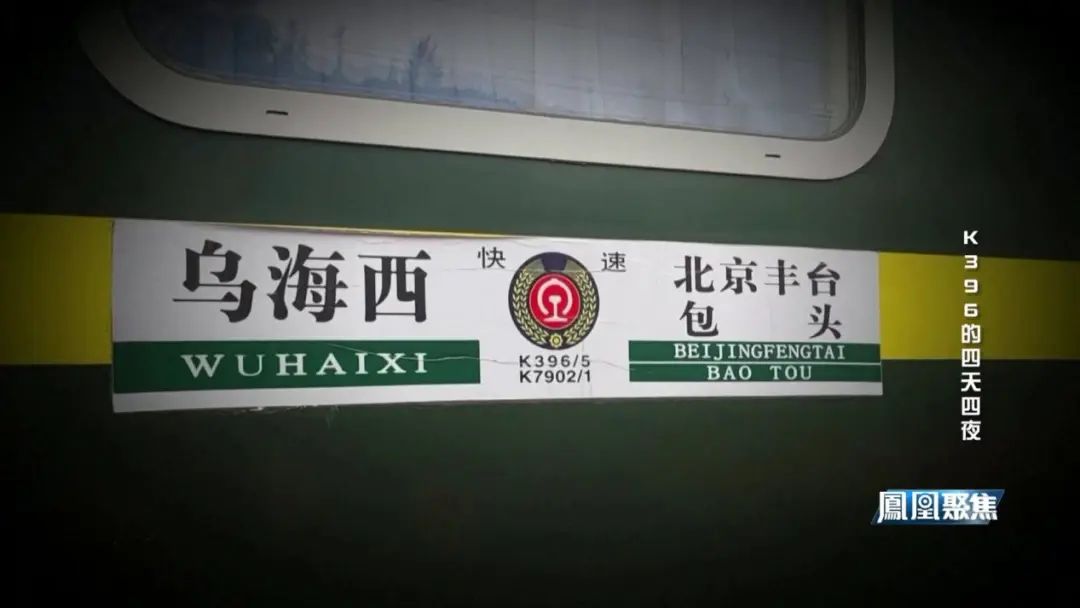 乌海西
WUHAIXI
快 速
K396/5
K7902/1
北京丰台
包 头
BEIJINGFENGTAI
BAO TOU
K396的四天四夜
鳳凰聚焦